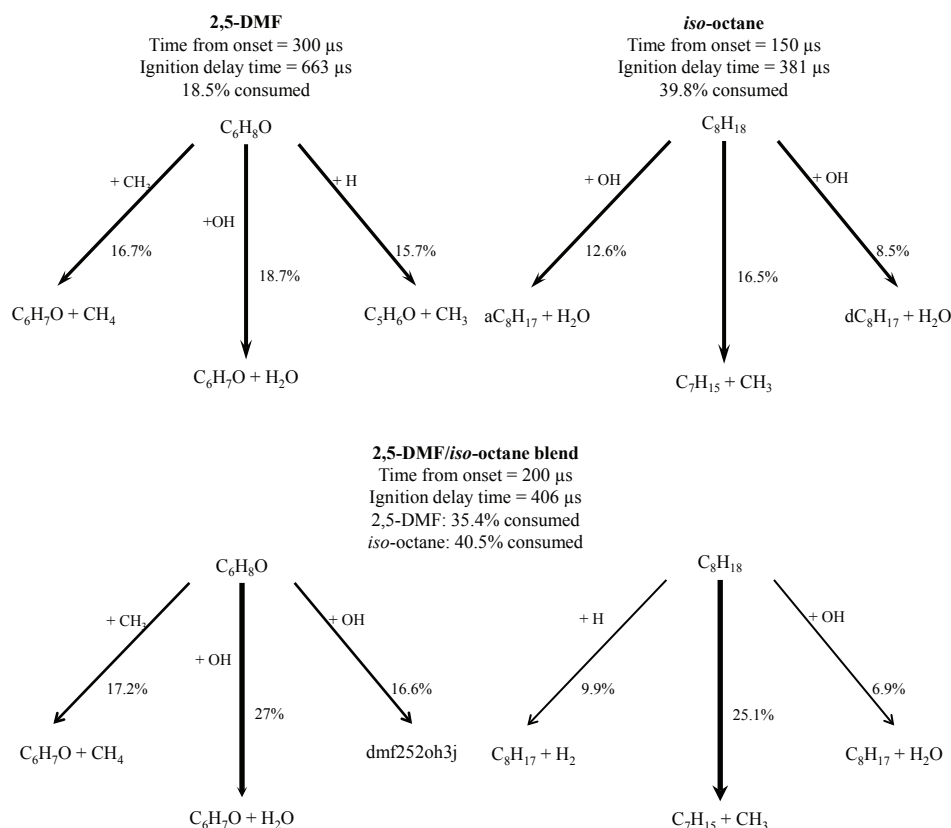 2,5-DMF
Time from onset = 300 µs
Ignition delay time = 663 µs
18.5% consumed
C₆H₈O
+ CH₃
+OH
+ H
16.7%
18.7%
15.7%
C₆H₇O + CH₄
C₆H₇O + H₂O
C₅H₆O + CH₃
iso-octane
Time from onset = 150 µs
Ignition delay time = 381 µs
39.8% consumed
C₈H₁₈
+ OH
+ OH
12.6%
16.5%
8.5%
aC₈H₁₇ + H₂O
C₇H₁₅ + CH₃
dC₈H₁₇ + H₂O
2,5-DMF/iso-octane blend
Time from onset = 200 µs
Ignition delay time = 406 µs
2,5-DMF: 35.4% consumed
iso-octane: 40.5% consumed
C₆H₈O
+ CH₃
+ OH
+ OH
17.2%
27%
16.6%
C₆H₇O + CH₄
C₆H₇O + H₂O
dmf252oh3j
C₈H₁₈
+ H
+ OH
9.9%
25.1%
6.9%
C₈H₁₇ + H₂
C₇H₁₅ + CH₃
C₈H₁₇ + H₂O